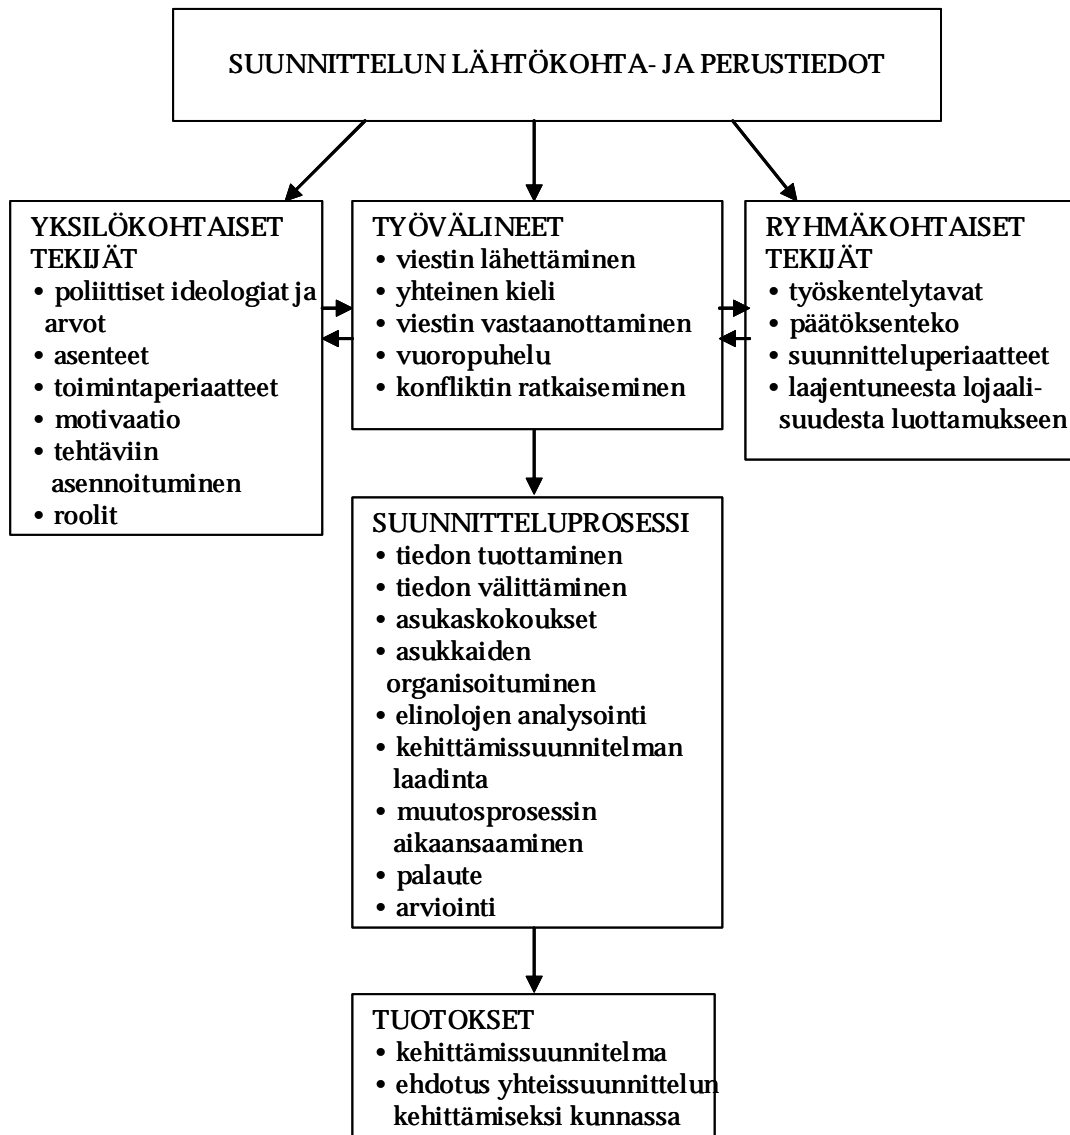 SUUNNITTELUN LÄHTÖKOHTA- JA PERUSTIEDOT
YKSILÖKOHTAISET
TEKIJÄT
• poliittiset ideologiat ja
arvot
• asenteet
• toimintaperiaatteet
• motivaatio
• tehtäviin
asennoituminen
• roolit
TYÖVÄLINEET
• viestin lähettäminen
• yhteinen kieli
• viestin vastaanottaminen
• vuoropuhelu
• konfliktin ratkaiseminen
RYHMÄKOHTAISET
TEKIJÄT
• työskentelytavat
• päätöksenteko
• suunnitteluperiaatteet
• laajentuneesta lojaali-
suudesta luottamukseen
SUUNNITTELUPROSESSI
• tiedon tuottaminen
• tiedon välittäminen
• asukaskokoukset
• asukkaiden
organisoituminen
• elinolojen analysointi
• kehittämissuunnitelman
laadinta
• muutosprosessin
aikaansaaminen
• palaute
• arviointi
TUOTOKSET
• kehittämissuunnitelma
• ehdotus yhteissuunnittelun
kehittämiseksi kunnassa